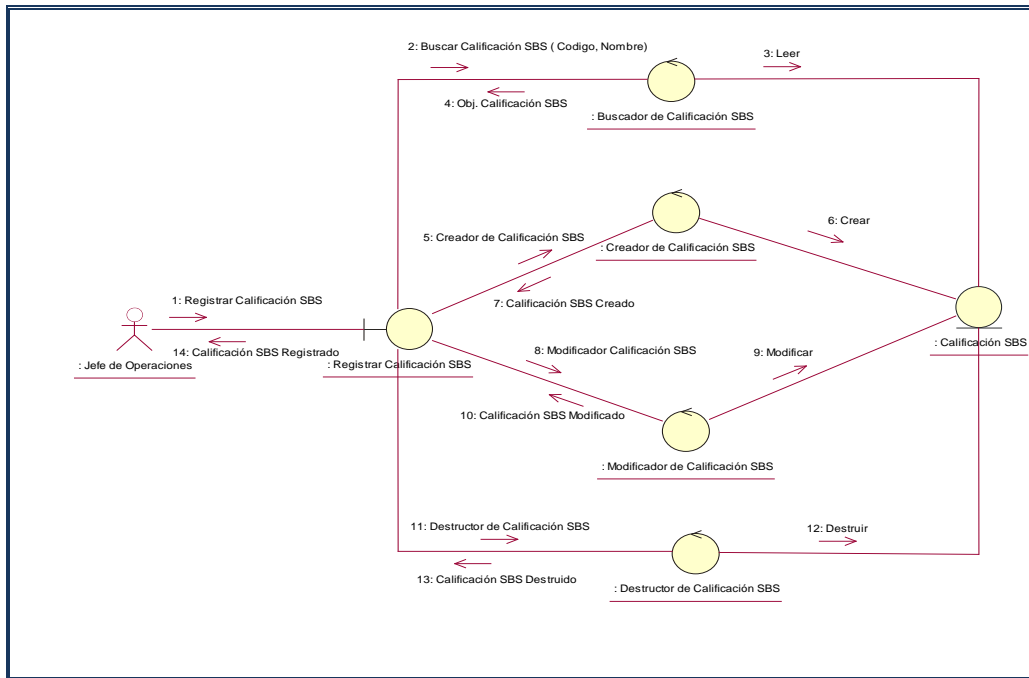 2: Buscar Calificación SBS ( Codigo, Nombre)
3: Leer
4: Obj. Calificación SBS
: Buscador de Calificación SBS
6: Crear
5: Creador de Calificación SBS
: Creador de Calificación SBS
1: Registrar Calificación SBS
7: Calificación SBS Creado
14: Calificación SBS Registrado
8: Modificador Calificación SBS
9: Modificar
: Calificación SBS
: Jefe de Operaciones
: Registrar Calificación SBS
10: Calificación SBS Modificado
: Modificador de Calificación SBS
11: Destructor de Calificación SBS
12: Destruir
13: Calificación SBS Destruido
: Destructor de Calificación SBS